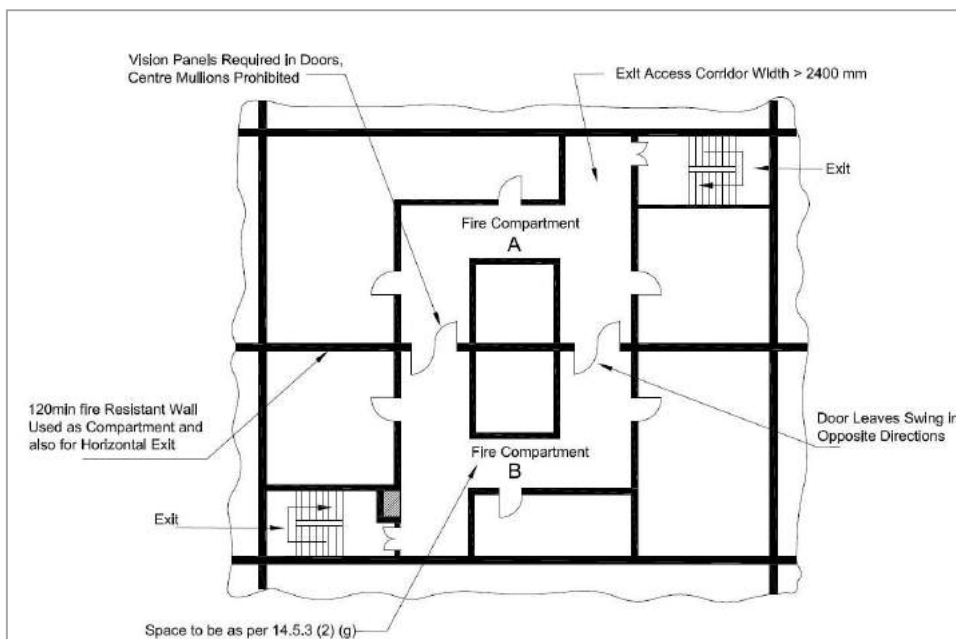 Vision Panels Required in Doors,
Centre Mullions Prohibited
Exit Access Corridor Width > 2400 mm
Exit
Fire Compartment
A
120min fire Resistant Wall
Used as Compartment and
also for Horizontal Exit
Door Leaves Swing in
Opposite Directions
Fire Compartment
B
Exit
Space to be as per 14.5.3 (2) (g)